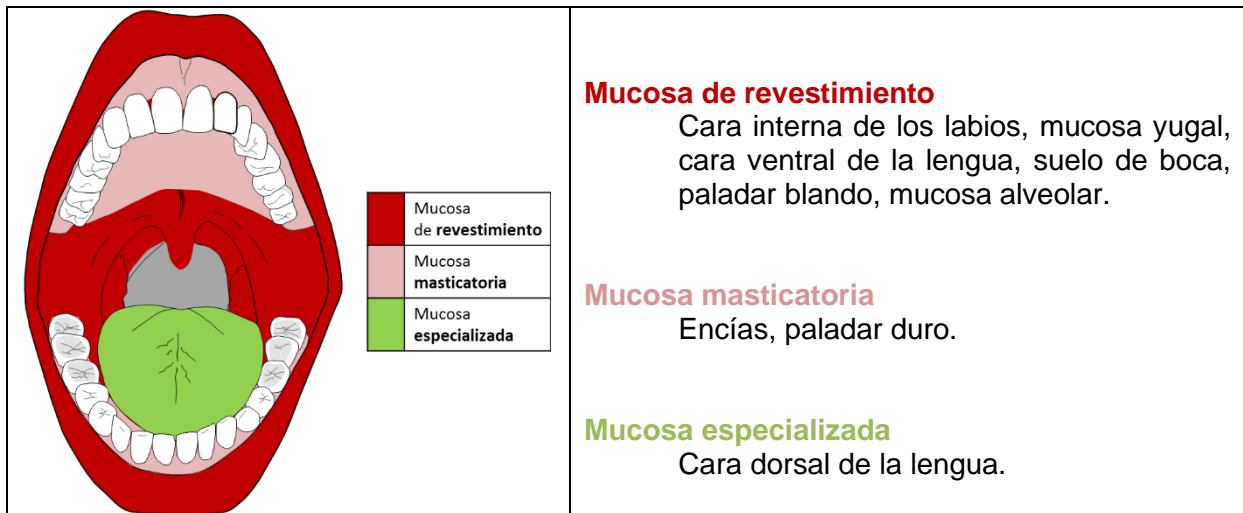 Mucosa
de revestimiento
Mucosa
masticatoria
Mucosa
especializada
Mucosa de revestimiento
Cara interna de los labios, mucosa yugal,
cara ventral de la lengua, suelo de boca,
paladar blando, mucosa alveolar.
Mucosa masticatoria
Encías, paladar duro.
Mucosa especializada
Cara dorsal de la lengua.